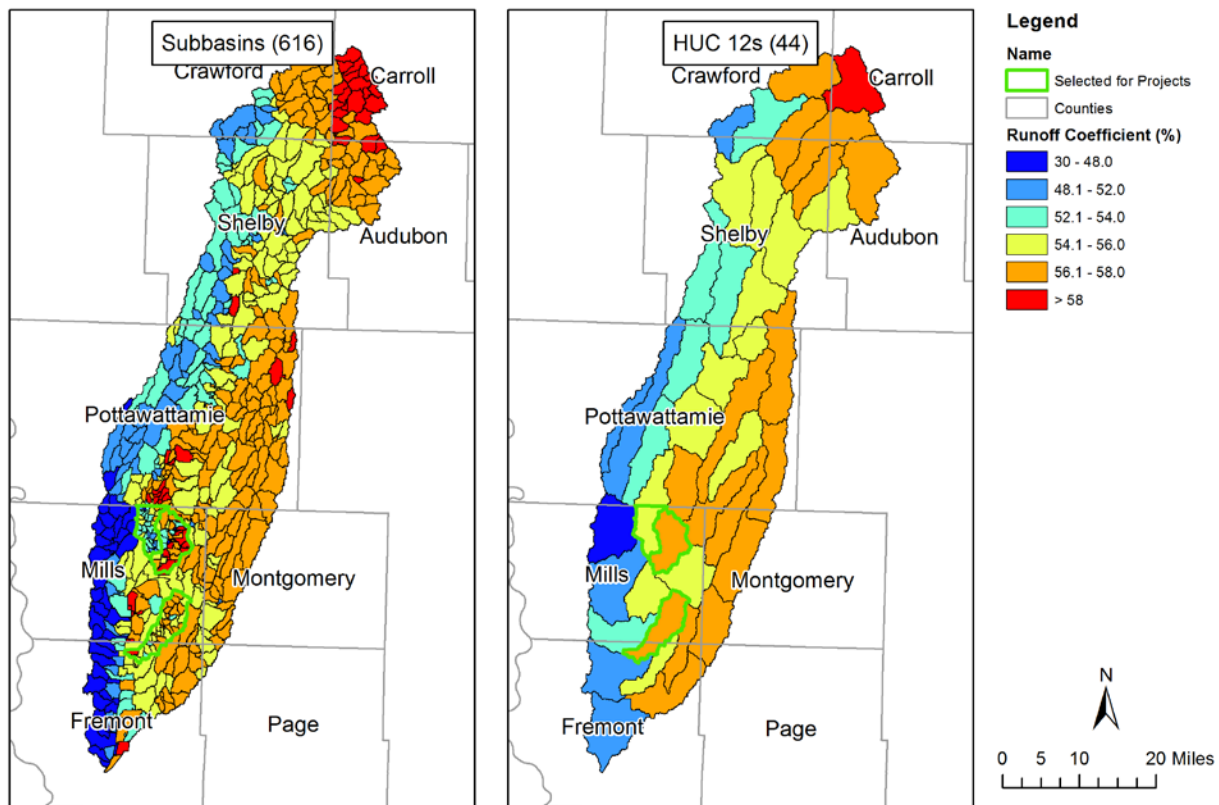 Subbasins (616)
Crawford
Carroll
Shelby
Audubon
Pottawattamie
Mills
Montgomery
Fremont
Page
HUC 12s (44)
Crawford
Carroll
Shelby
Audubon
Pottawattamie
Mills
Montgomery
Fremont
Page
Legend
Name
Selected for Projects
Counties
Runoff Coefficient (%)
30 - 48.0
48.1 - 52.0
52.1 - 54.0
54.1 - 56.0
56.1 - 58.0
> 58
N
0 5 10 20 Miles